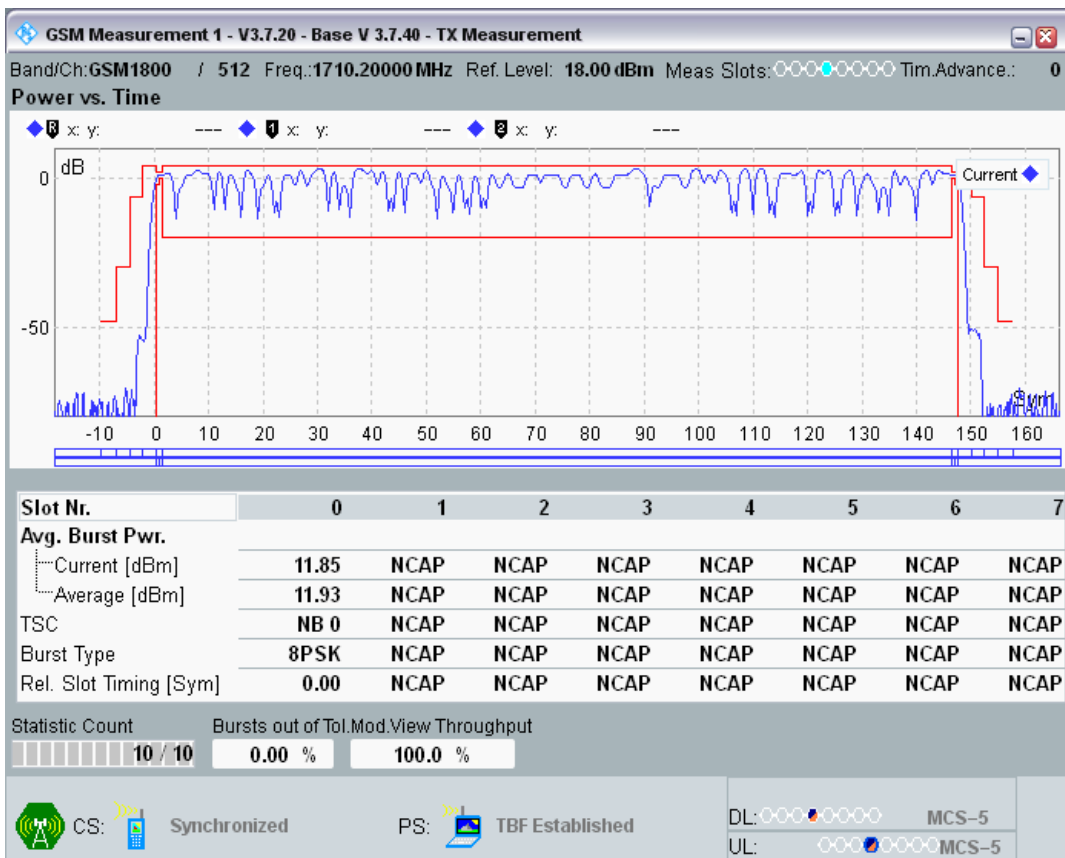 GSM Measurement 1 - V3.7.20 - Base V 3.7.40 - TX Measurement
Band/Ch:GSM1800 / 512 Freq.:1710.20000 MHz Ref. Level: 18.00 dBm Meas Slots: Tim.Advance.: 0
Power vs. Time
R x: y: --- 1 x: y: --- 2 x: y: ---
dB
Current
0
-50
Sym
-10 0 10 20 30 40 50 60 70 80 90 100 110 120 130 140 150 160
Slot Nr. 0 1 2 3 4 5 6 7
Avg. Burst Pwr.
Current [dBm] 11.85 NCAP NCAP NCAP NCAP NCAP NCAP NCAP
Average [dBm] 11.93 NCAP NCAP NCAP NCAP NCAP NCAP NCAP
TSC NB 0 NCAP NCAP NCAP NCAP NCAP NCAP NCAP
Burst Type 8PSK NCAP NCAP NCAP NCAP NCAP NCAP NCAP
Rel. Slot Timing [Sym] 0.00 NCAP NCAP NCAP NCAP NCAP NCAP NCAP
Statistic Count Bursts out of Tol.Mod.View Throughput
10 / 10 0.00 % 100.0 %
CS: Synchronized PS: TBF Established DL: MCS-5
UL: MCS-5